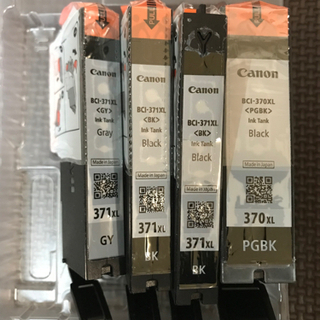 Canon
BCI-371XL
<GY>
Ink Tank
Gray
Made in Japan
371XL
GY
Canon
BCI-371XL
<BK>
Ink Tank
Black
Made in Japan
371XL
BK
Y
Canon
BCI-371XL
<BK>
Ink Tank
Black
Made in Japan
371XL
BK
Canon
BCI-370XL
<PGBK>
Ink Tank
Black
Made in Japan
370XL
PGBK